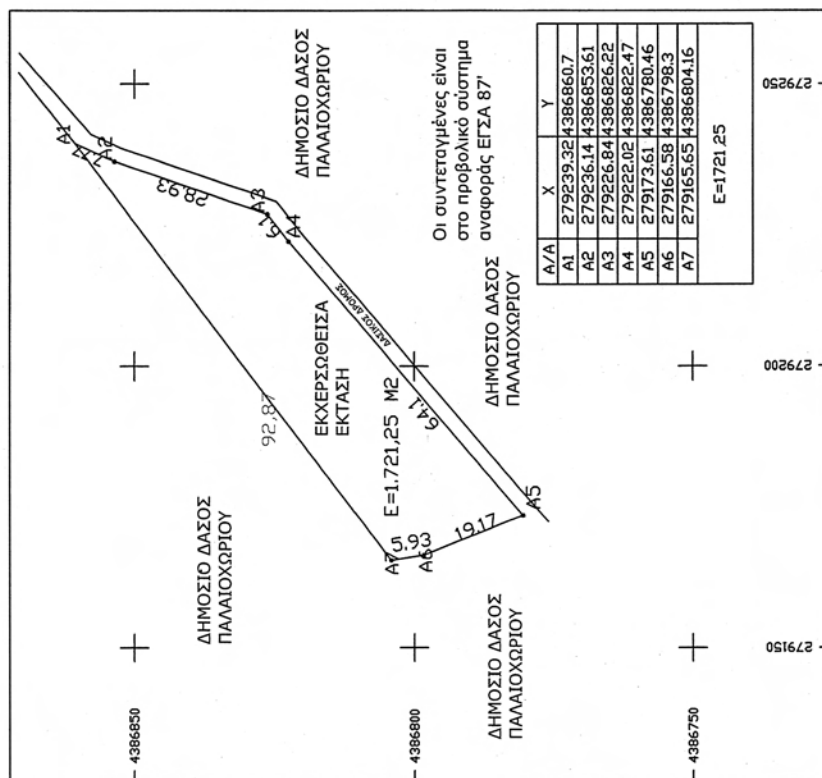 ΔΗΜΟΣΙΟ ΔΑΣΟΣ
ΠΑΛΑΙΟΧΩΡΙΟΥ
ΔΗΜΟΣΙΟ ΔΑΣΟΣ
ΠΑΛΑΙΟΧΩΡΙΟΥ
ΔΗΜΟΣΙΟ ΔΑΣΟΣ
ΠΑΛΑΙΟΧΩΡΙΟΥ
ΔΗΜΟΣΙΟ ΔΑΣΟΣ
ΠΑΛΑΙΟΧΩΡΙΟΥ
ΕΚΧΕΡΣΩΘΕΙΣΑ
ΕΚΤΑΣΗ
E=1.721,25 M2
ΔΑΣΙΚΟΣ ΔΡΟΜΟΣ
A1
A2
A3
A4
A5
A6
A7
28,93
6,1
64,1
19,17
5,93
92,87
Οι συντεταγμένες είναι
στο προβολικό σύστημα
αναφοράς ΕΓΣΑ 87'
A/A X Y
A1 279239.32 4386860.7
A2 279236.14 4386853.61
A3 279226.84 4386826.22
A4 279222.02 4386822.47
A5 279173.61 4386780.46
A6 279166.58 4386798.3
A7 279165.65 4386804.16
E=1721.25
4386850
4386800
4386750
279150
279200
279250